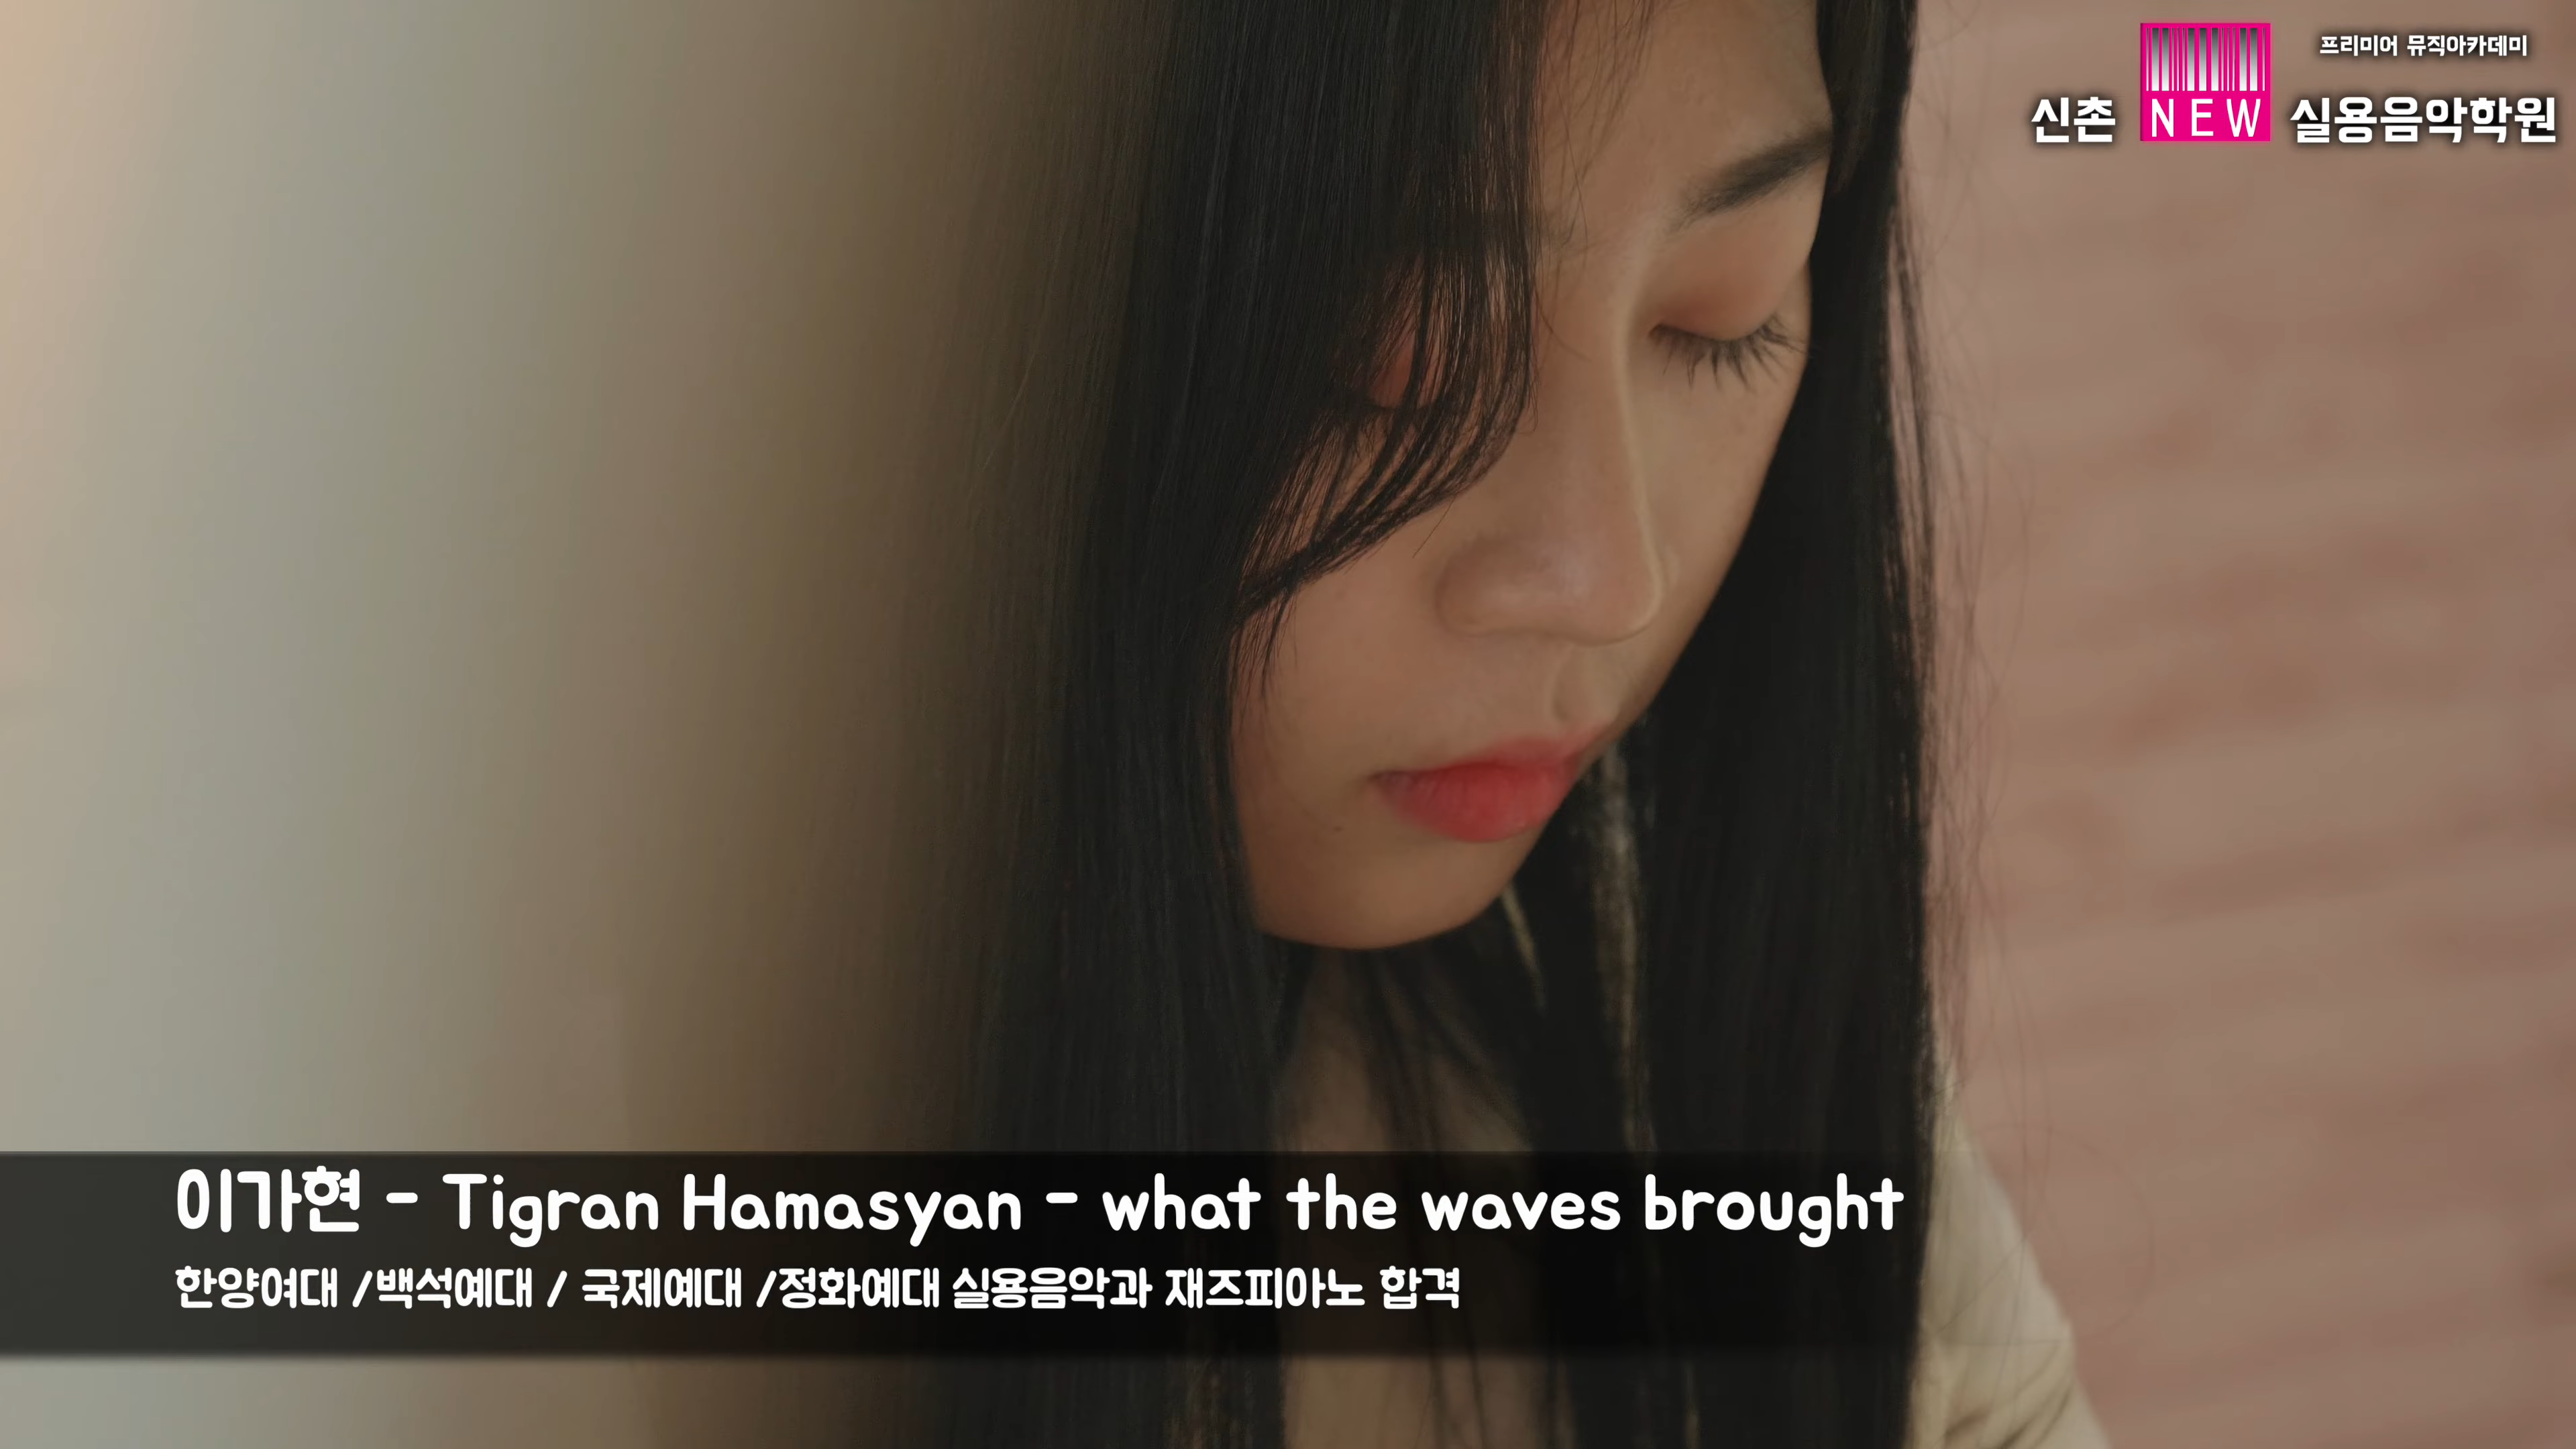 프리미어 뮤직아카데미
신촌 NEW 실용음악학원
이가현 - Tigran Hamasyan - what the waves brought
한양여대 /백석예대 / 국제예대 /정화예대 실용음악과 재즈피아노 합격